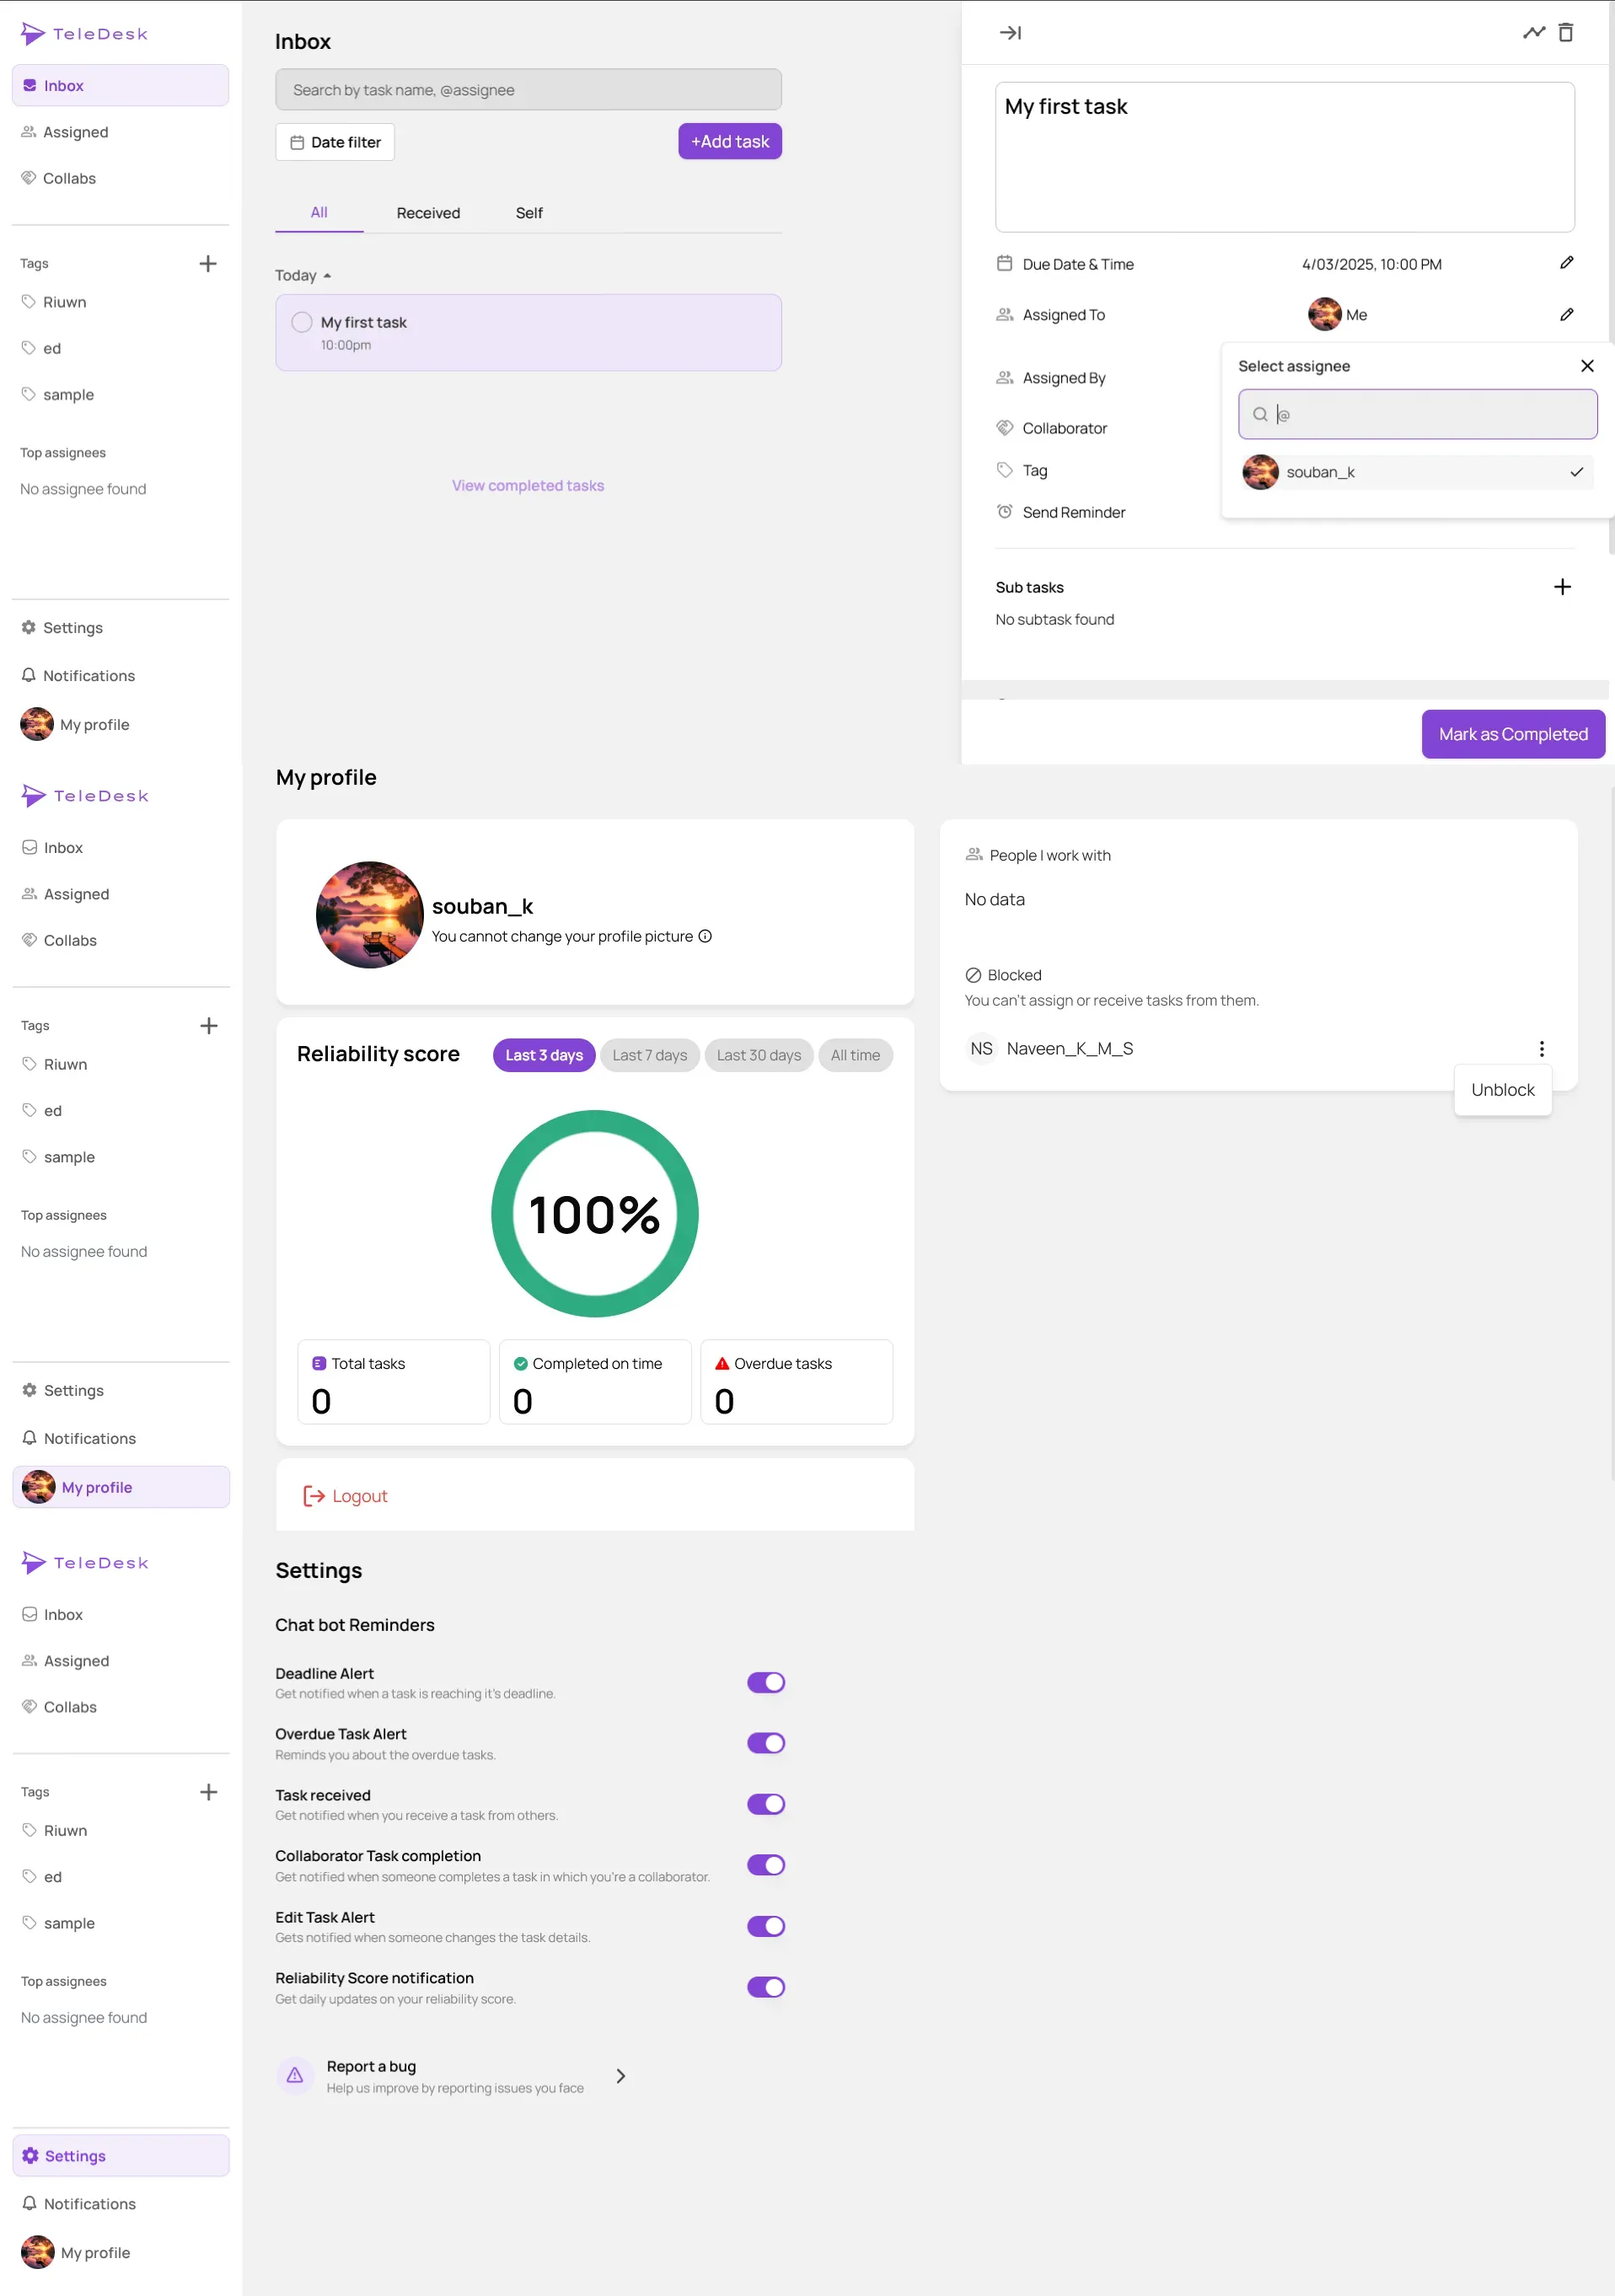 TeleDesk
Inbox
Assigned
Collabs
Tags
Riuwn
ed
sample
Top assignees
No assignee found
Settings
Notifications
My profile
Inbox
Search by task name, @assignee
Date filter
+Add task
All Received Self
Today
My first task
10:00pm
View completed tasks
My first task
Due Date & Time 4/03/2025, 10:00 PM
Assigned To Me
Assigned By
Collaborator
Tag
Send Reminder
Select assignee
@
souban_k
Sub tasks
No subtask found
Mark as Completed
TeleDesk
Inbox
Assigned
Collabs
Tags
Riuwn
ed
sample
Top assignees
No assignee found
Settings
Notifications
My profile
My profile
souban_k
You cannot change your profile picture
Reliability score Last 3 days Last 7 days Last 30 days All time
100%
Total tasks
0
Completed on time
0
Overdue tasks
0
Logout
People I work with
No data
Blocked
You can't assign or receive tasks from them.
NS Naveen_K_M_S
Unblock
TeleDesk
Inbox
Assigned
Collabs
Tags
Riuwn
ed
sample
Top assignees
No assignee found
Settings
Notifications
My profile
Settings
Chat bot Reminders
Deadline Alert
Get notified when a task is reaching it's deadline.
Overdue Task Alert
Reminds you about the overdue tasks.
Task received
Get notified when you receive a task from others.
Collaborator Task completion
Get notified when someone completes a task in which you're a collaborator.
Edit Task Alert
Gets notified when someone changes the task details.
Reliability Score notification
Get daily updates on your reliability score.
Report a bug
Help us improve by reporting issues you face